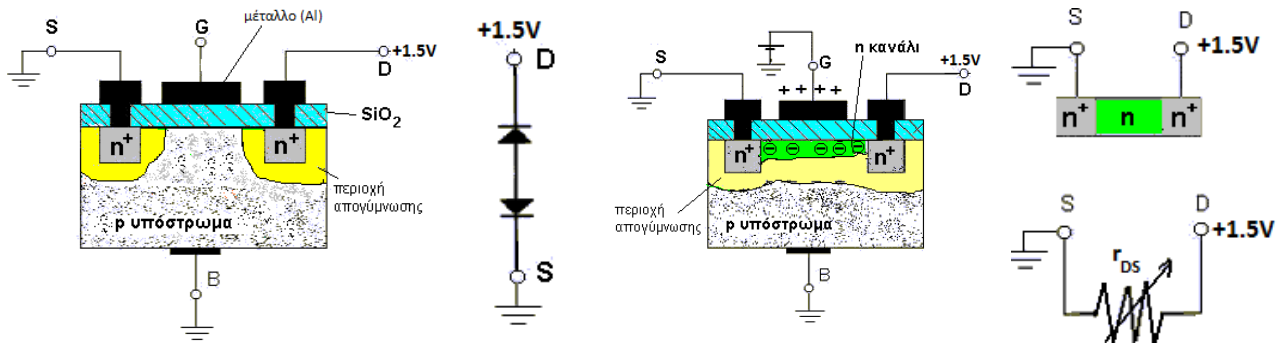 μέταλλο (Al)
S
G
+1.5V
D
SiO2
n+
n+
περιοχή
απογύμνωσης
p υπόστρωμα
B
+1.5V
D
S
n κανάλι
S
G
+1.5V
D
+ + + +
n+
n+
περιοχή
απογύμνωσης
p υπόστρωμα
B
S
D
+1.5V
n+ n n+
S
D
+1.5V
rDS